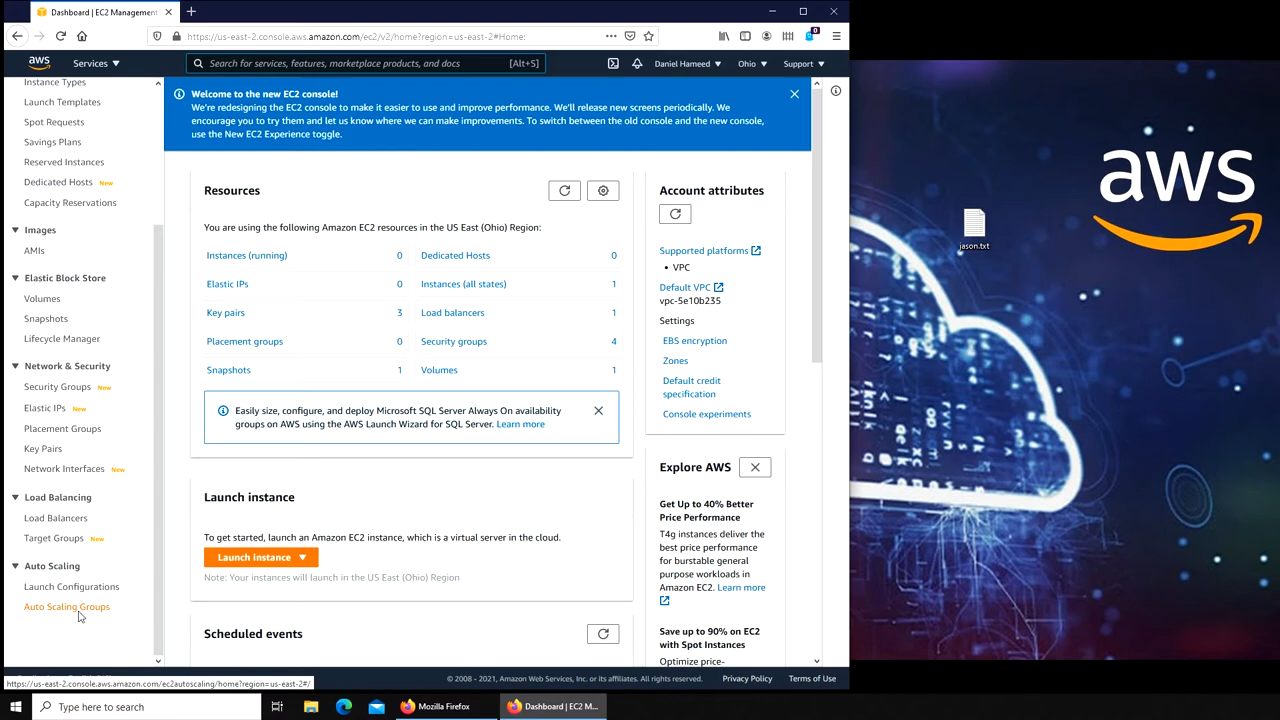 Dashboard | EC2 Management
https://us-east-2.console.aws.amazon.com/ec2/v2/home?region=us-east-2#Home:
0
aws
Services
Search for services, features, marketplace products, and docs
[Alt+S]
Daniel Hameed
Ohio
Support
Instance Types
Launch Templates
Spot Requests
Savings Plans
Reserved Instances
Dedicated Hosts New
Capacity Reservations
Images
AMIs
Elastic Block Store
Volumes
Snapshots
Lifecycle Manager
Network & Security
Security Groups New
Elastic IPs New
Placement Groups
Key Pairs
Network Interfaces New
Load Balancing
Load Balancers
Target Groups New
Auto Scaling
Launch Configurations
Auto Scaling Groups
Welcome to the new EC2 console!
We're redesigning the EC2 console to make it easier to use and improve performance. We'll release new screens periodically. We
encourage you to try them and let us know where we can make improvements. To switch between the old console and the new console,
use the New EC2 Experience toggle.
Resources
You are using the following Amazon EC2 resources in the US East (Ohio) Region:
Instances (running) 0
Dedicated Hosts 0
Elastic IPs 0
Instances (all states) 1
Key pairs 3
Load balancers 1
Placement groups 0
Security groups 4
Snapshots 1
Volumes 1
Easily size, configure, and deploy Microsoft SQL Server Always On availability
groups on AWS using the AWS Launch Wizard for SQL Server. Learn more
Launch instance
To get started, launch an Amazon EC2 instance, which is a virtual server in the cloud.
Launch instance
Note: Your instances will launch in the US East (Ohio) Region
Scheduled events
Account attributes
Supported platforms
• VPC
Default VPC
vpc-5e10b235
Settings
EBS encryption
Zones
Default credit
specification
Console experiments
Explore AWS
Get Up to 40% Better
Price Performance
T4g instances deliver the
best price performance
for burstable general
purpose workloads in
Amazon EC2. Learn more
Save up to 90% on EC2
with Spot Instances
Optimize price-
https://us-east-2.console.aws.amazon.com/ec2autoscaling/home?region=us-east-2#/
© 2008 - 2021, Amazon Web Services, Inc. or its affiliates. All rights reserved.
Privacy Policy
Terms of Use
jason.txt
aws
Type here to search
Mozilla Firefox
Dashboard | EC2 M...